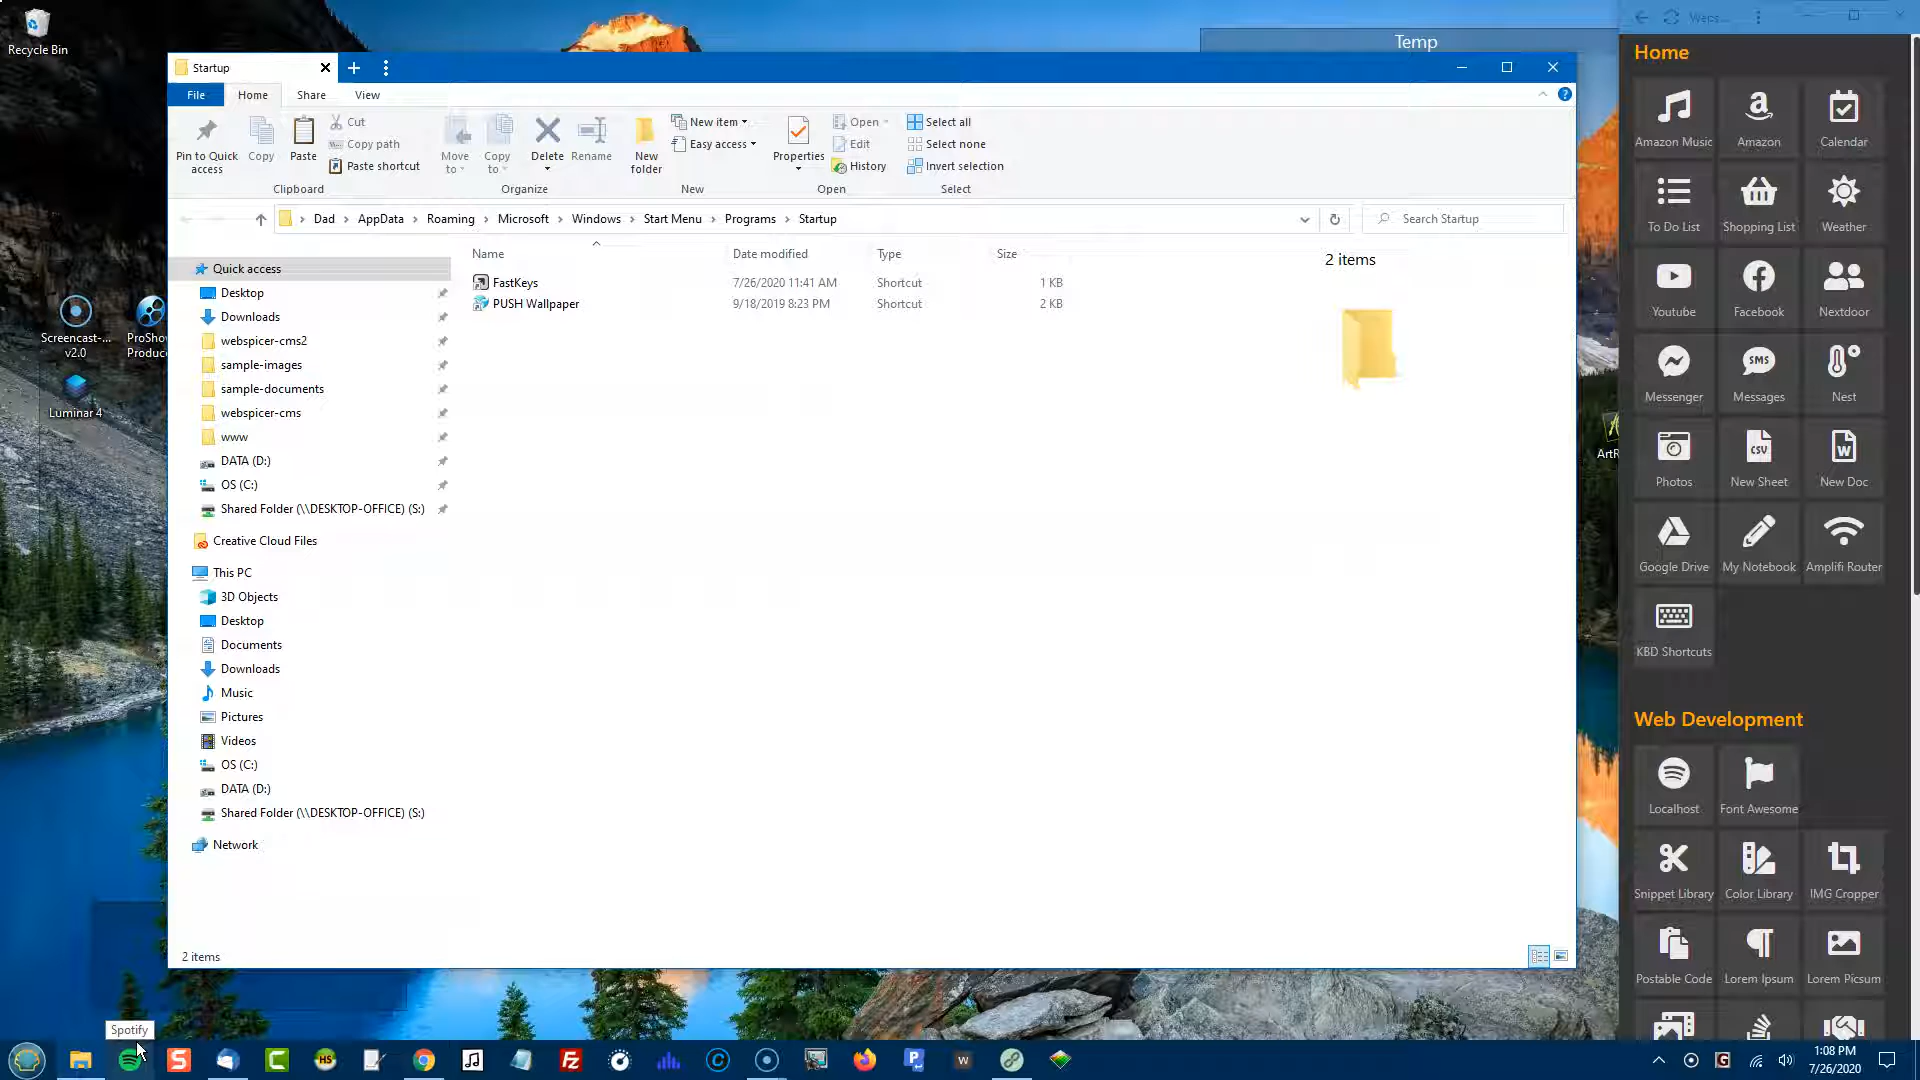 Recycle Bin
Screencast-...
v2.0
ProSho
Produce
Luminar 4
Temp
Startup
File
Home
Share
View
Pin to Quick
access
Copy
Paste
Cut
Copy path
Paste shortcut
Clipboard
Move
to
Copy
to
Delete
Rename
Organize
New
folder
New item
Easy access
New
Properties
Open
Edit
History
Open
Select all
Select none
Invert selection
Select
Dad > AppData > Roaming > Microsoft > Windows > Start Menu > Programs > Startup
Search Startup
Name Date modified Type Size
FastKeys 7/26/2020 11:41 AM Shortcut 1 KB
PUSH Wallpaper 9/18/2019 8:23 PM Shortcut 2 KB
2 items
Quick access
Desktop
Downloads
webspicer-cms2
sample-images
sample-documents
webspicer-cms
www
DATA (D:)
OS (C:)
Shared Folder (\\DESKTOP-OFFICE) (S:)
Creative Cloud Files
This PC
3D Objects
Desktop
Documents
Downloads
Music
Pictures
Videos
OS (C:)
DATA (D:)
Shared Folder (\\DESKTOP-OFFICE) (S:)
Network
2 items
Webs...
Home
Amazon Music
Amazon
Calendar
To Do List
Shopping List
Weather
Youtube
Facebook
Nextdoor
Messenger
SMS
Messages
Nest
Photos
CSV
New Sheet
W
New Doc
Google Drive
My Notebook
Amplifi Router
KBD Shortcuts
Web Development
Localhost
Font Awesome
Snippet Library
Color Library
IMG Cropper
Postable Code
Lorem Ipsum
Lorem Picsum
ArtR
Spotify
1:08 PM
7/26/2020